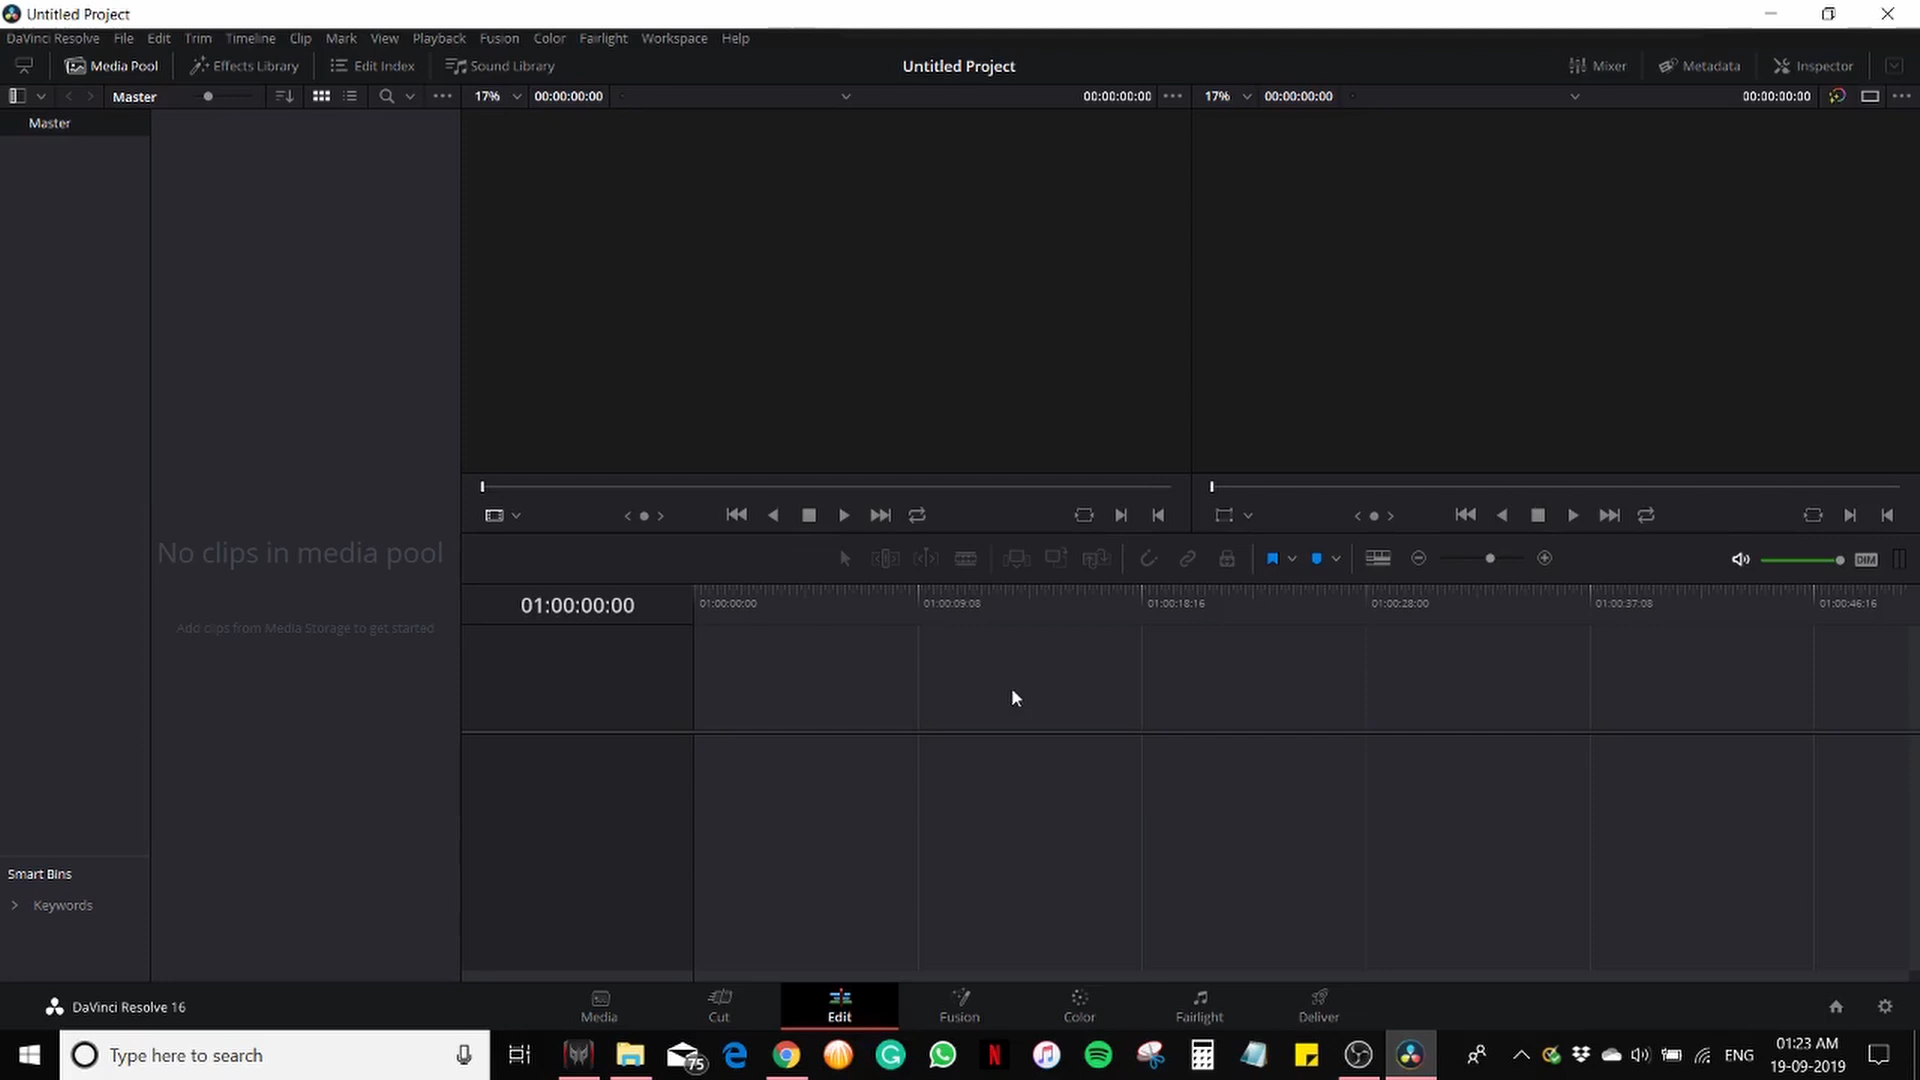 Untitled Project
DaVinci Resolve File Edit Trim Timeline Clip Mark View Playback Fusion Color Fairlight Workspace Help
Media Pool Effects Library Edit Index Sound Library Untitled Project Mixer Metadata Inspector
Master 17% 00:00:00:00 00:00:00:00 17% 00:00:00:00 00:00:00:00
Master
No clips in media pool
Add clips from Media Storage to get started
DIM
01:00:00:00 01:00:00:00 01:00:09:08 01:00:18:16 01:00:28:00 01:00:37:08 01:00:46:16
Smart Bins
Keywords
DaVinci Resolve 16 Media Cut Edit Fusion Color Fairlight Deliver
Type here to search 75 ENG 01:23 AM
19-09-2019